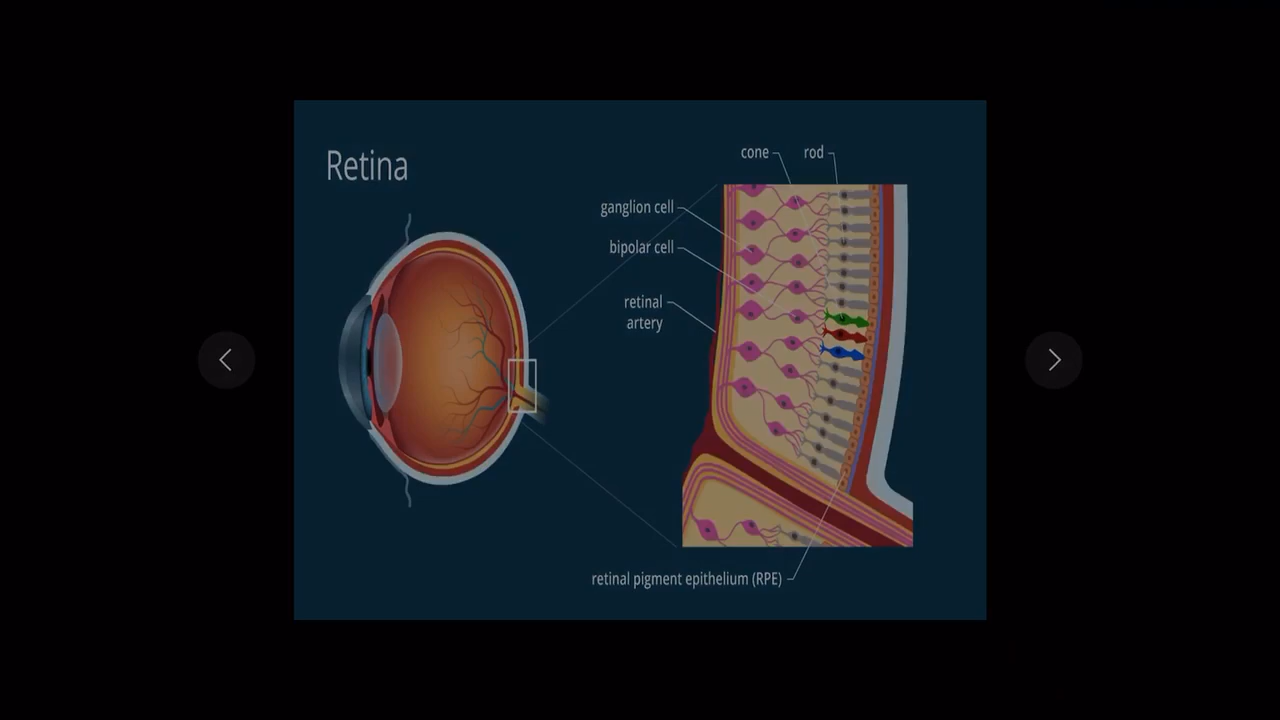 Retina
cone
rod
ganglion cell
bipolar cell
retinal
artery
retinal pigment epithelium (RPE)